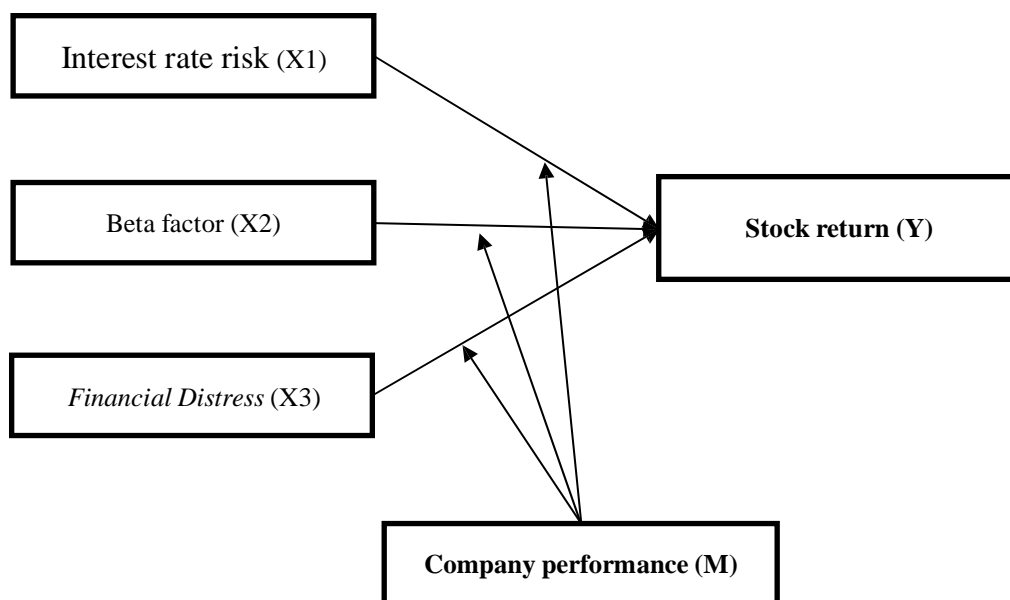 Interest rate risk (X1)
Beta factor (X2)
Stock return (Y)
Financial Distress (X3)
Company performance (M)